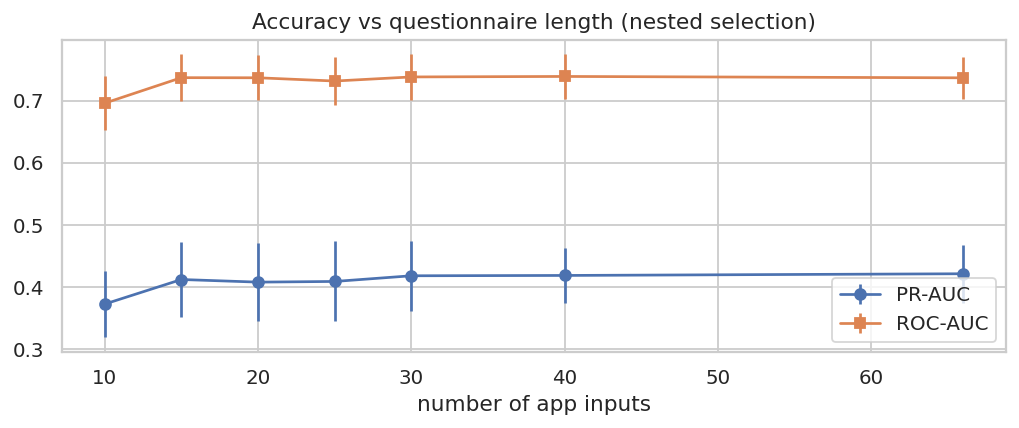 Accuracy vs questionnaire length (nested selection)
0.7
0.6
0.5
0.4
0.3
PR-AUC
ROC-AUC
10 20 30 40 50 60
number of app inputs